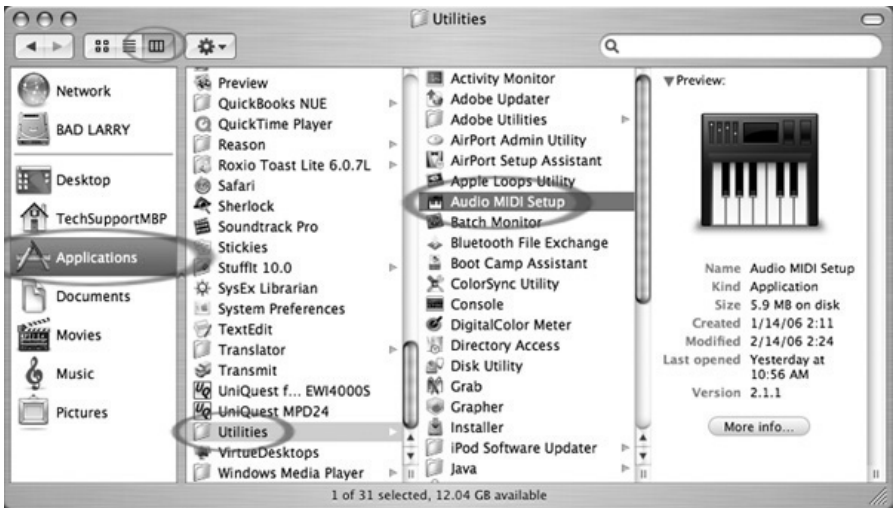 Utilities
Network
BAD LARRY
Desktop
TechSupportMBP
Applications
Documents
Movies
Music
Pictures
Preview
QuickBooks NUE
QuickTime Player
Reason
Roxio Toast Lite 6.0.7L
Safari
Sherlock
Soundtrack Pro
Stickies
StuffIt 10.0
SysEx Librarian
System Preferences
TextEdit
Translator
Transmit
UniQuest f... EWI4000S
UniQuest MPD24
Utilities
VirtueDesktops
Windows Media Player
Activity Monitor
Adobe Updater
Adobe Utilities
AirPort Admin Utility
AirPort Setup Assistant
Apple Loops Utility
Audio MIDI Setup
Batch Monitor
Bluetooth File Exchange
Boot Camp Assistant
ColorSync Utility
Console
DigitalColor Meter
Directory Access
Disk Utility
Grab
Grapher
Installer
iPod Software Updater
Java
Preview:
Name Audio MIDI Setup
Kind Application
Size 5.9 MB on disk
Created 1/14/06 2:11
Modified 2/14/06 2:24
Last opened Yesterday at
10:56 AM
Version 2.1.1
More info...
1 of 31 selected, 12.04 GB available